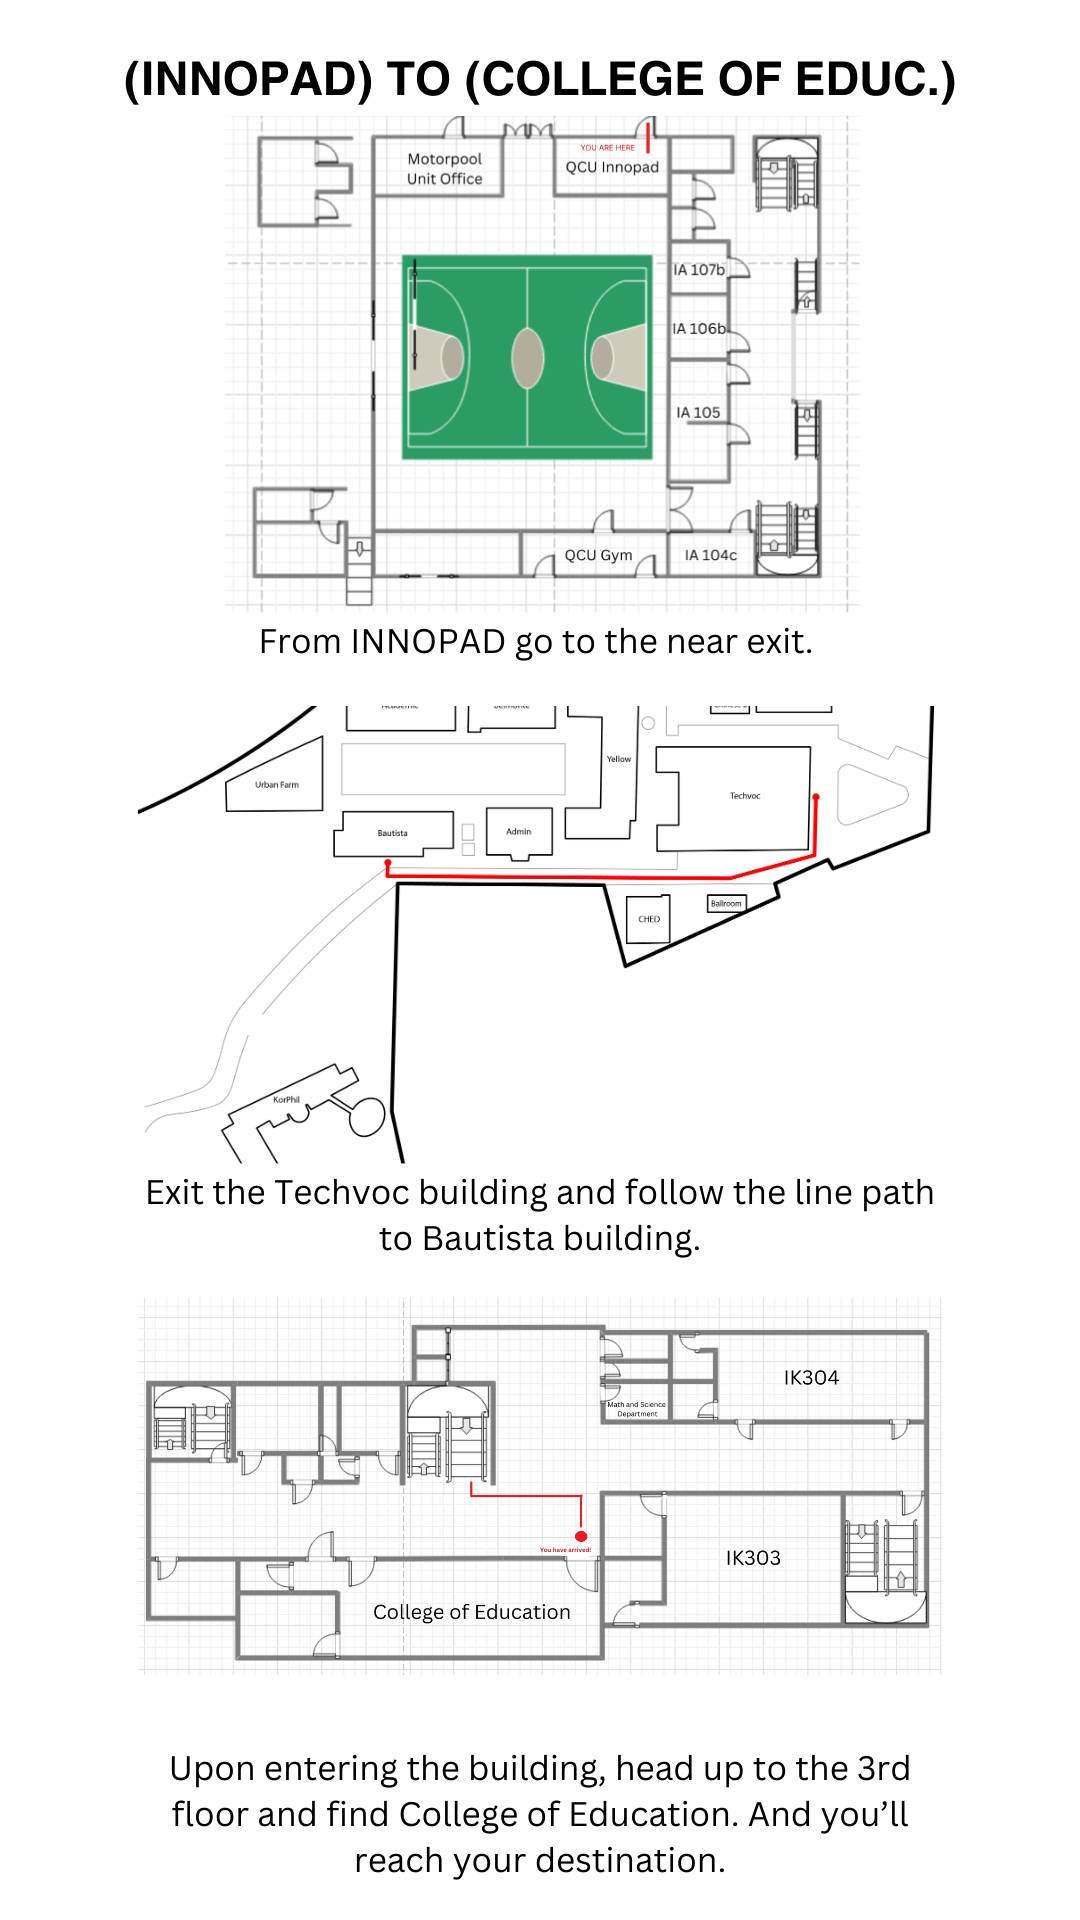 (INNOPAD) TO (COLLEGE OF EDUC.)
Motorpool
Unit Office
YOU ARE HERE
QCU Innopad
IA 107b
IA 106b
IA 105
QCU Gym
IA 104c
From INNOPAD go to the near exit.
Academic
Belmonte
Yellow
Urban Farm
Techvoc
Bautista
Admin
CHED
Ballroom
KorPhil
Exit the Techvoc building and follow the line path
to Bautista building.
IK304
Math and Science
Department
You have arrived!
IK303
College of Education
Upon entering the building, head up to the 3rd
floor and find College of Education. And you’ll
reach your destination.